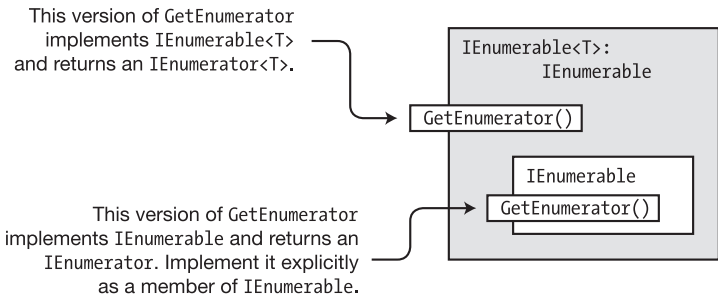 This version of GetEnumerator
implements IEnumerable<T>
and returns an IEnumerator<T>.
IEnumerable<T>:
IEnumerable
GetEnumerator()
IEnumerable
GetEnumerator()
This version of GetEnumerator
implements IEnumerable and returns an
IEnumerator. Implement it explicitly
as a member of IEnumerable.